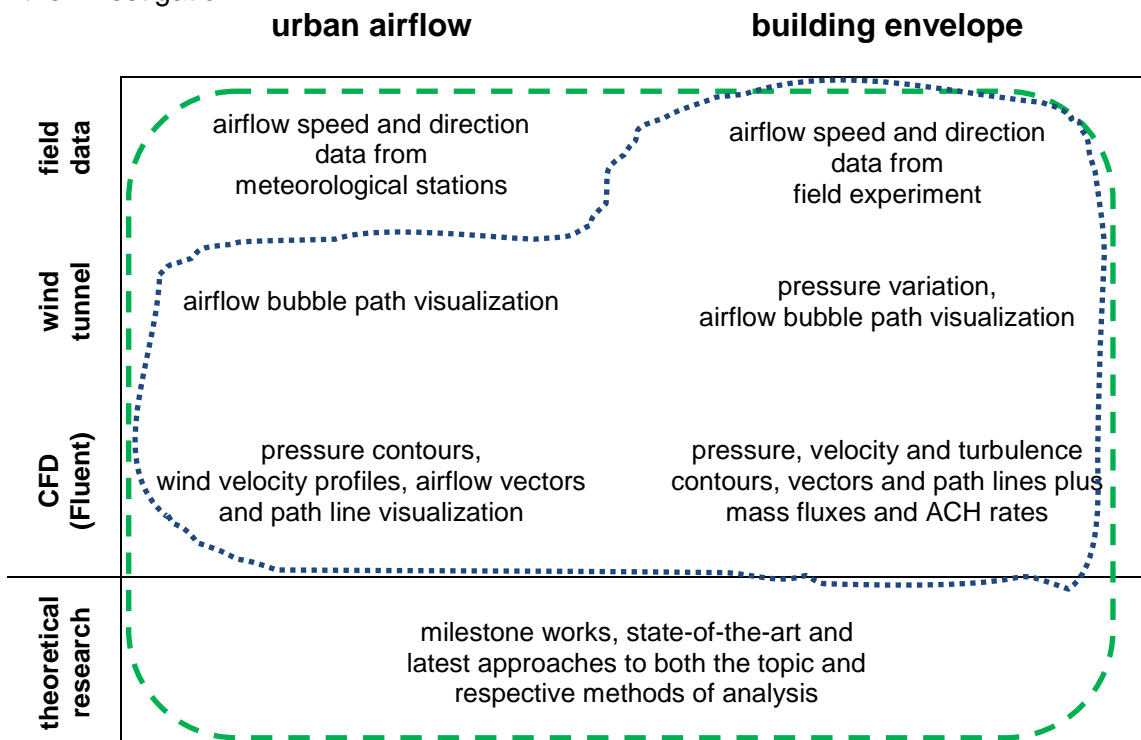 urban airflow
building envelope
field
data
airflow speed and direction
data from
meteorological stations
airflow speed and direction
data from
field experiment
wind
tunnel
airflow bubble path visualization
pressure variation,
airflow bubble path visualization
CFD
(Fluent)
pressure contours,
wind velocity profiles, airflow vectors
and path line visualization
pressure, velocity and turbulence
contours, vectors and path lines plus
mass fluxes and ACH rates
theoretical
research
milestone works, state-of-the-art and
latest approaches to both the topic and
respective methods of analysis